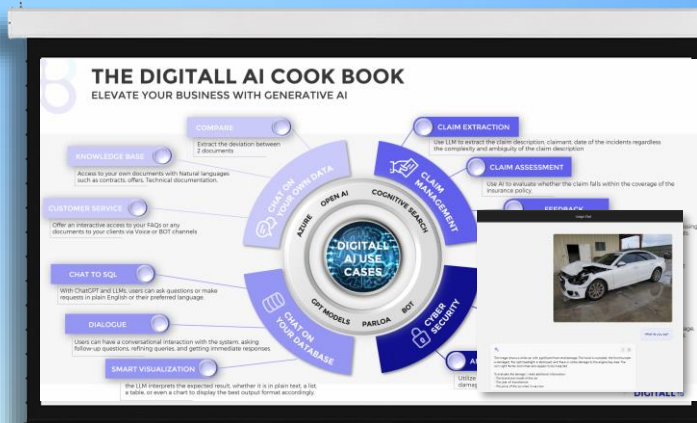 THE DIGITALL AI COOK BOOK
ELEVATE YOUR BUSINESS WITH GENERATIVE AI
COMPARE
Extract the deviation between
2 documents
KNOWLEDGE BASE
Access to your own documents with Natural languages
such as contracts, offers, Technical documentation.
CUSTOMER SERVICE
Offer an interactive access to your FAQs or any
documents to your clients via Voice or BOT channels
CHAT TO SQL
With ChatGPT and LLMs, users can ask questions or make
requests in plain English or their preferred language.
DIALOGUE
Users can have a conversational interaction with the system, asking
follow-up questions, refining queries, and getting immediate responses
SMART VISUALIZATION
the LLM interprets the expected result, whether it is in plain text, a list,
a table, or even a chart to display the best output format accordingly.
CHAT ON
YOUR OWN DATA
CHAT ON
YOUR DATABASE
CLAIM
MANAGEMENT
CYBER
SECURITY
AZURE
OPEN AI
COGNITIVE SEARCH
GPT MODELS
PARLOA
BOT
DIGITALL
AI USE
CASES
CLAIM EXTRACTION
Use LLM to extract the claim description, claimant, date of the incidents regardless
the complexity and ambiguity of the claim description
CLAIM ASSESSMENT
Use AI to evaluate whether the claim falls within the coverage of the
insurance policy.
FEEDBACK
Utilize
damag
DIGITALL